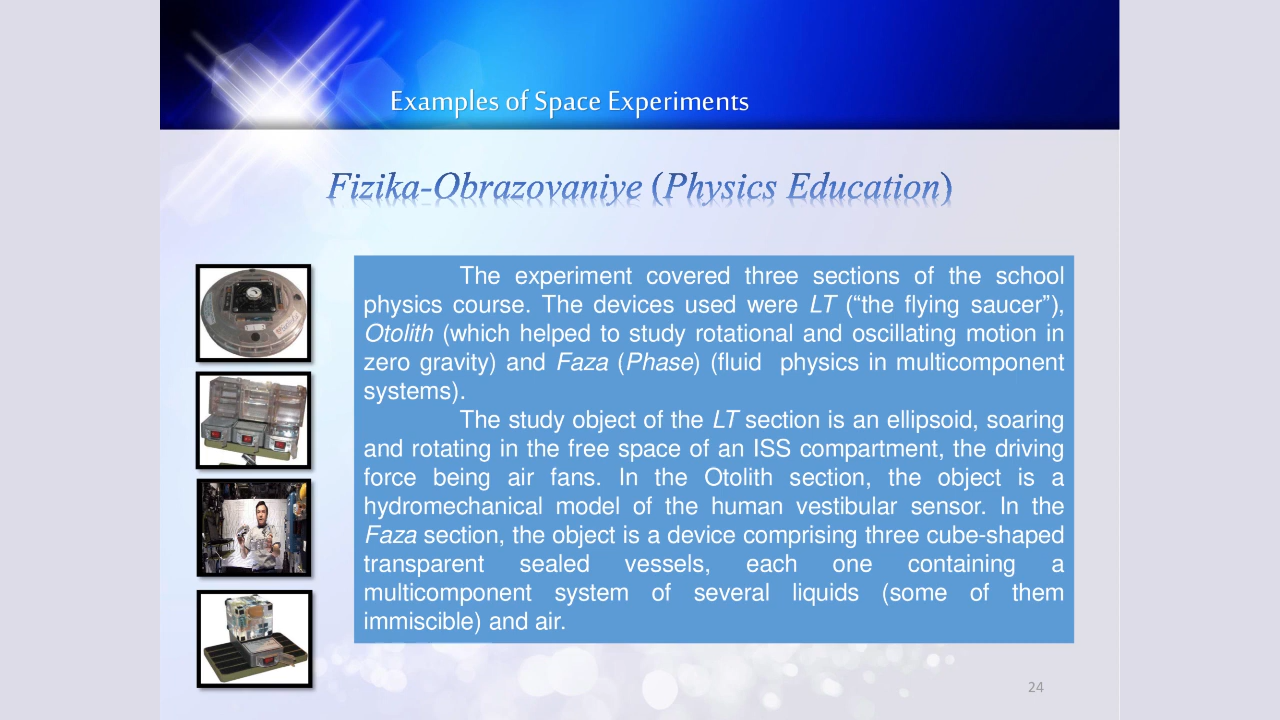 Examples of Space Experiments
Fizika-Obrazovaniye (Physics Education)
The experiment covered three sections of the school
physics course. The devices used were LT (“the flying saucer”),
Otolith (which helped to study rotational and oscillating motion in
zero gravity) and Faza (Phase) (fluid physics in multicomponent
systems).
The study object of the LT section is an ellipsoid, soaring
and rotating in the free space of an ISS compartment, the driving
force being air fans. In the Otolith section, the object is a
hydromechanical model of the human vestibular sensor. In the
Faza section, the object is a device comprising three cube-shaped
transparent sealed vessels, each one containing a
multicomponent system of several liquids (some of them
immiscible) and air.
24